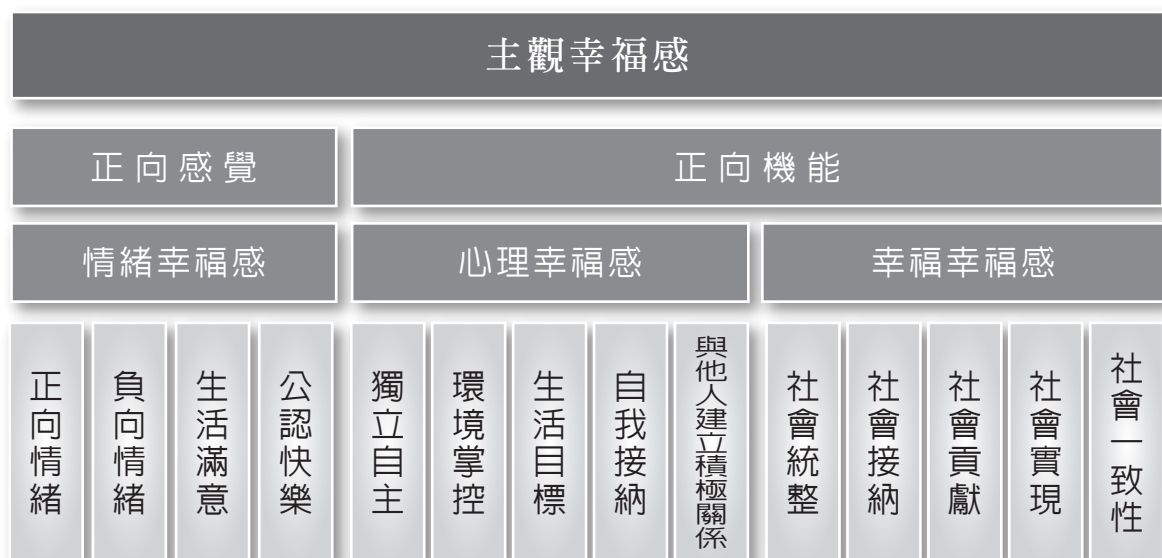 主觀幸福感
正向感覺
正向機能
情緒幸福感
心理幸福感
幸福幸福感
正向情緒
負向情緒
生活滿意
公認快樂
獨立自主
環境掌控
生活目標
自我接納
與他人建立積極關係
社會統整
社會接納
社會貢獻
社會實現
社會一致性